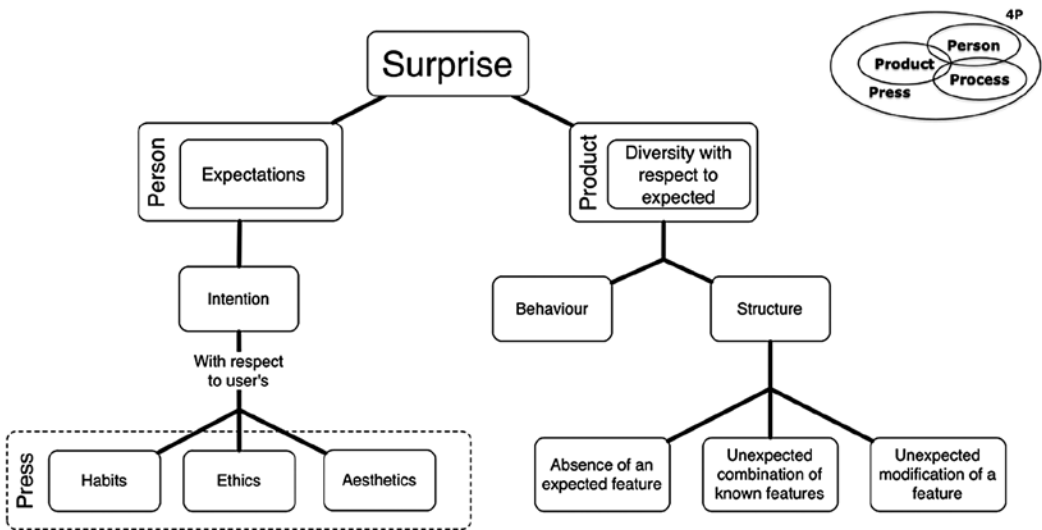 4P
Person
Product
Process
Press
Surprise
Person
Expectations
Product
Diversity with
respect to
expected
Intention
Behaviour
Structure
With respect
to user's
Press
Habits
Ethics
Aesthetics
Absence of an
expected feature
Unexpected
combination of
known features
Unexpected
modification of a
feature